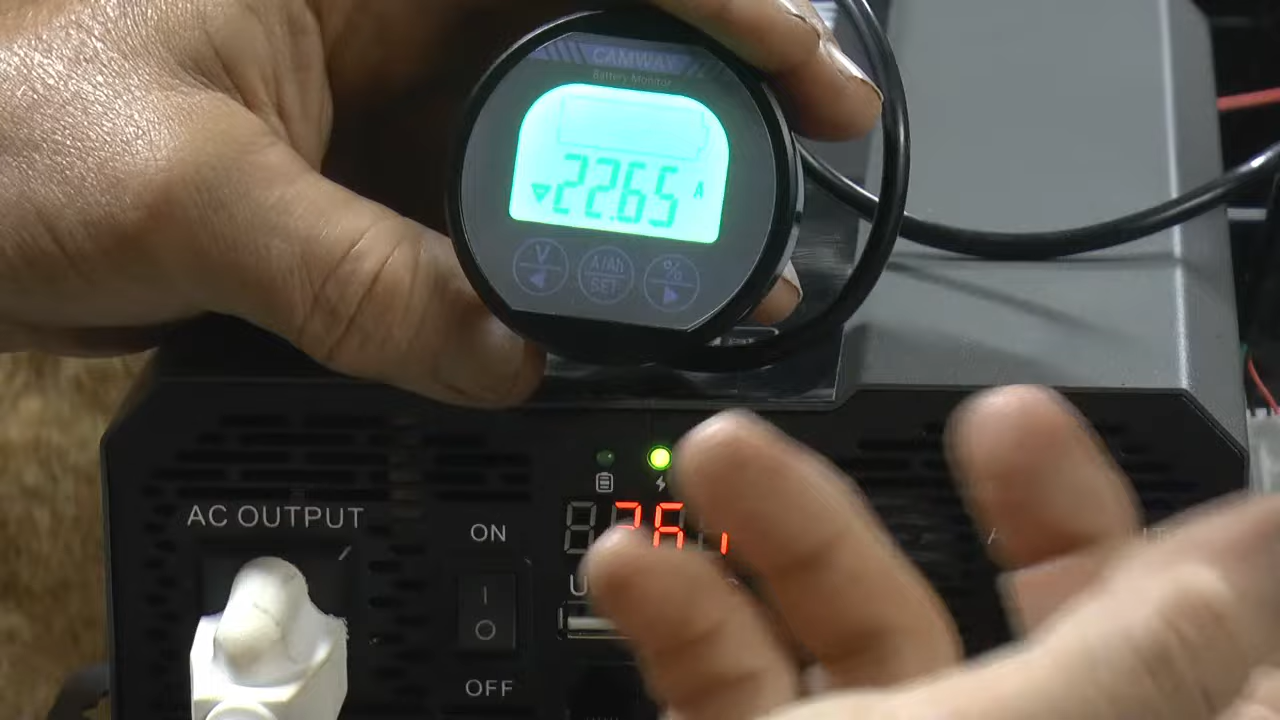 CAMWAY
Battery Monitor
22.65 A
V
A/Ah
SET
%
AC OUTPUT
ON
OFF